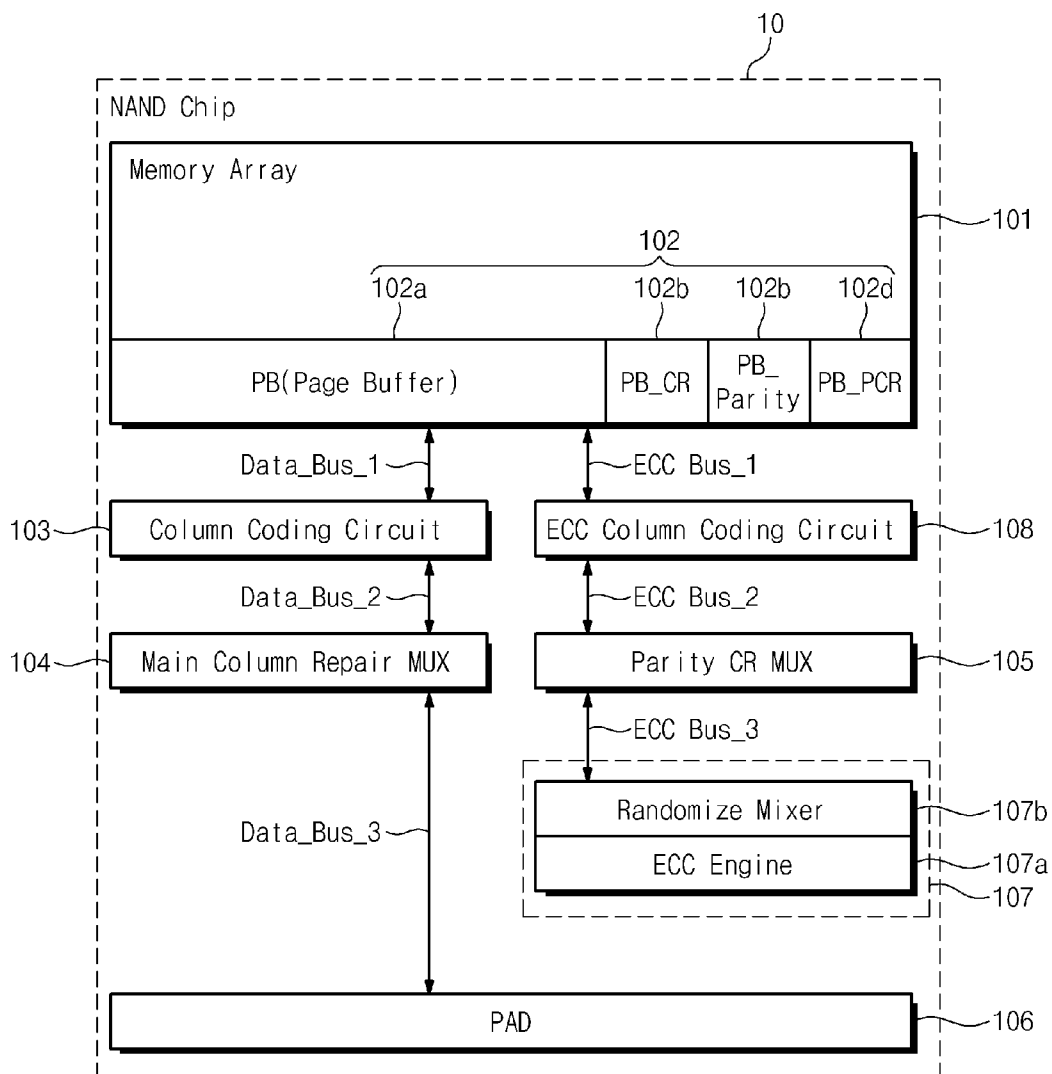 10
NAND Chip
Memory Array
101
102
102a
102b
102b
102d
PB(Page Buffer)
PB_CR
PB_
Parity
PB_PCR
Data_Bus_1
ECC Bus_1
103
Column Coding Circuit
ECC Column Coding Circuit
108
Data_Bus_2
ECC Bus_2
104
Main Column Repair MUX
Parity CR MUX
105
ECC Bus_3
Data_Bus_3
Randomize Mixer
107b
ECC Engine
107a
107
PAD
106